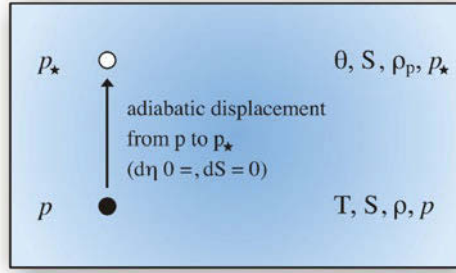 p★ θ, S, ρp, p★
adiabatic displacement
from p to p★
(dη 0 =, dS = 0)
p T, S, ρ, p